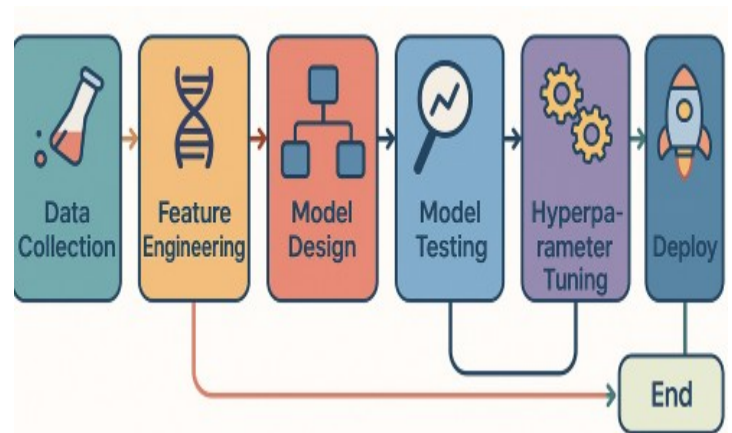 Data
Collection
Feature
Engineering
Model
Design
Model
Testing
Hyperpa-
rameter
Tuning
Deploy
End